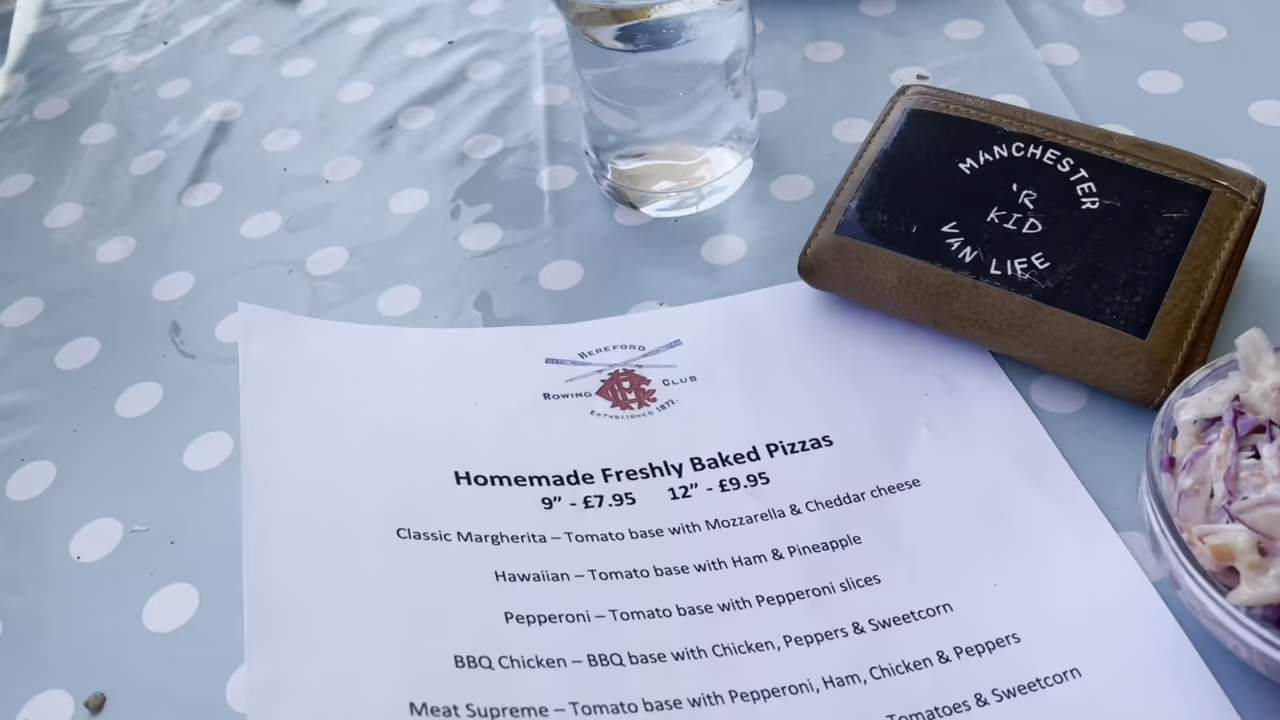 MANCHESTER
'R
KID
VAN LIFE
HEREFORD
ROWING CLUB
ESTABLISHED 1872.
Homemade Freshly Baked Pizzas
9” - £7.95 12” - £9.95
Classic Margherita – Tomato base with Mozzarella & Cheddar cheese
Hawaiian – Tomato base with Ham & Pineapple
Pepperoni – Tomato base with Pepperoni slices
BBQ Chicken – BBQ base with Chicken, Peppers & Sweetcorn
Meat Supreme – Tomato base with Pepperoni, Ham, Chicken & Peppers
Tomatoes & Sweetcorn